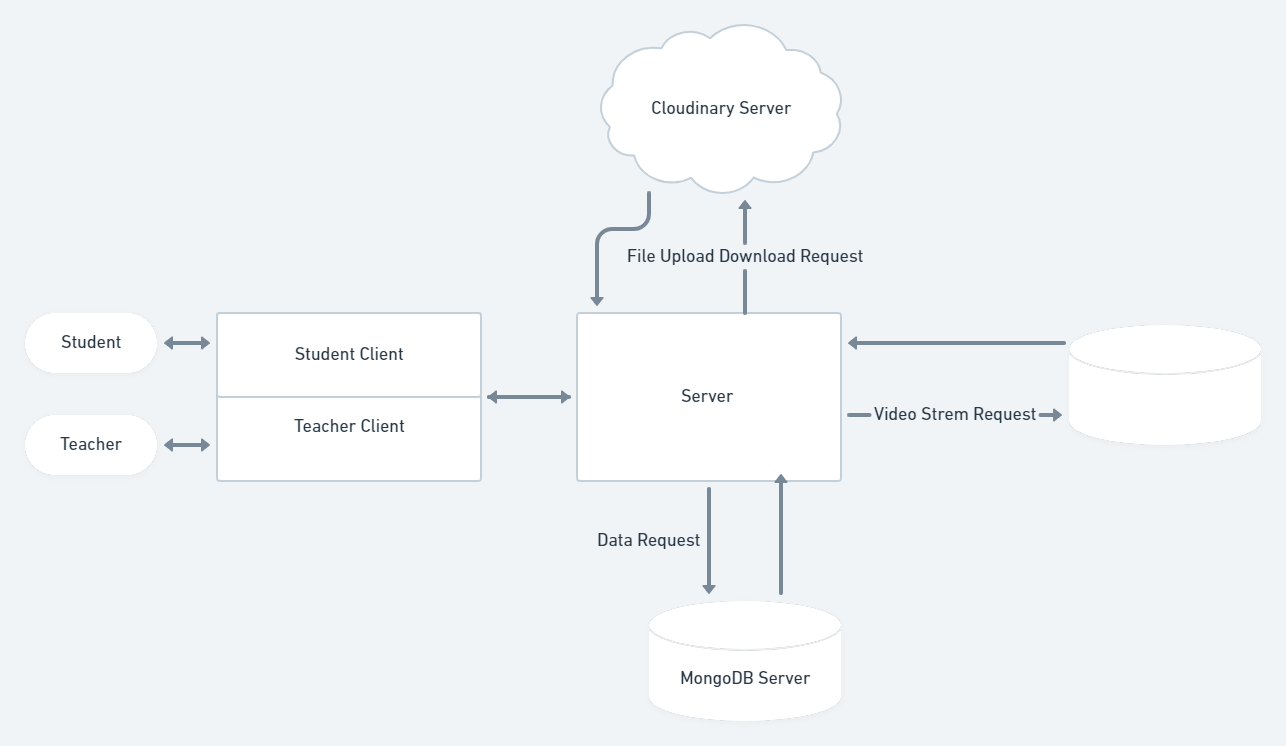 Cloudinary Server
File Upload Download Request
Student
Student Client
Server
Teacher Client
Teacher
Video Strem Request
Data Request
MongoDB Server